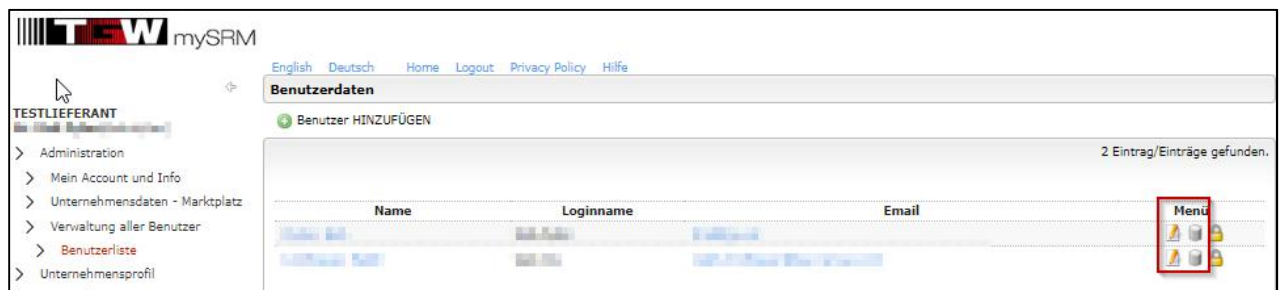 TGW mySRM
English Deutsch Home Logout Privacy Policy Hilfe
Benutzerdaten
TESTLIEFERANT
Benutzer HINZUFÜGEN
Administration
2 Eintrag/Einträge gefunden.
Mein Account und Info
Unternehmensdaten - Marktplatz
Verwaltung aller Benutzer
Benutzerliste
Unternehmensprofil
Name Loginname Email Menü